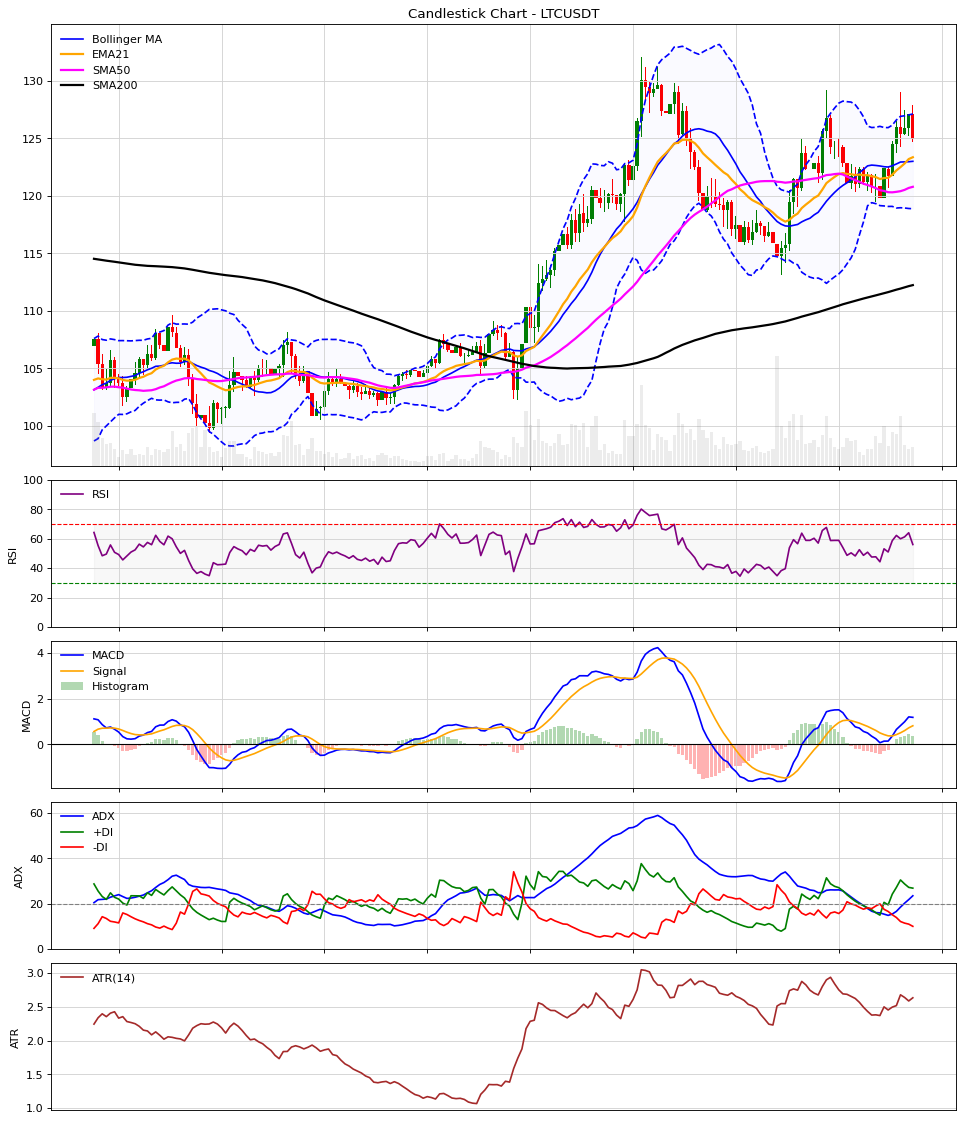 Candlestick Chart - LTCUSDT
Bollinger MA
EMA21
SMA50
SMA200
130
125
120
115
110
105
100
RSI
RSI
100
80
60
40
20
0
MACD
Signal
Histogram
MACD
4
2
0
ADX
+DI
-DI
ADX
60
40
20
0
ATR(14)
ATR
3.0
2.5
2.0
1.5
1.0